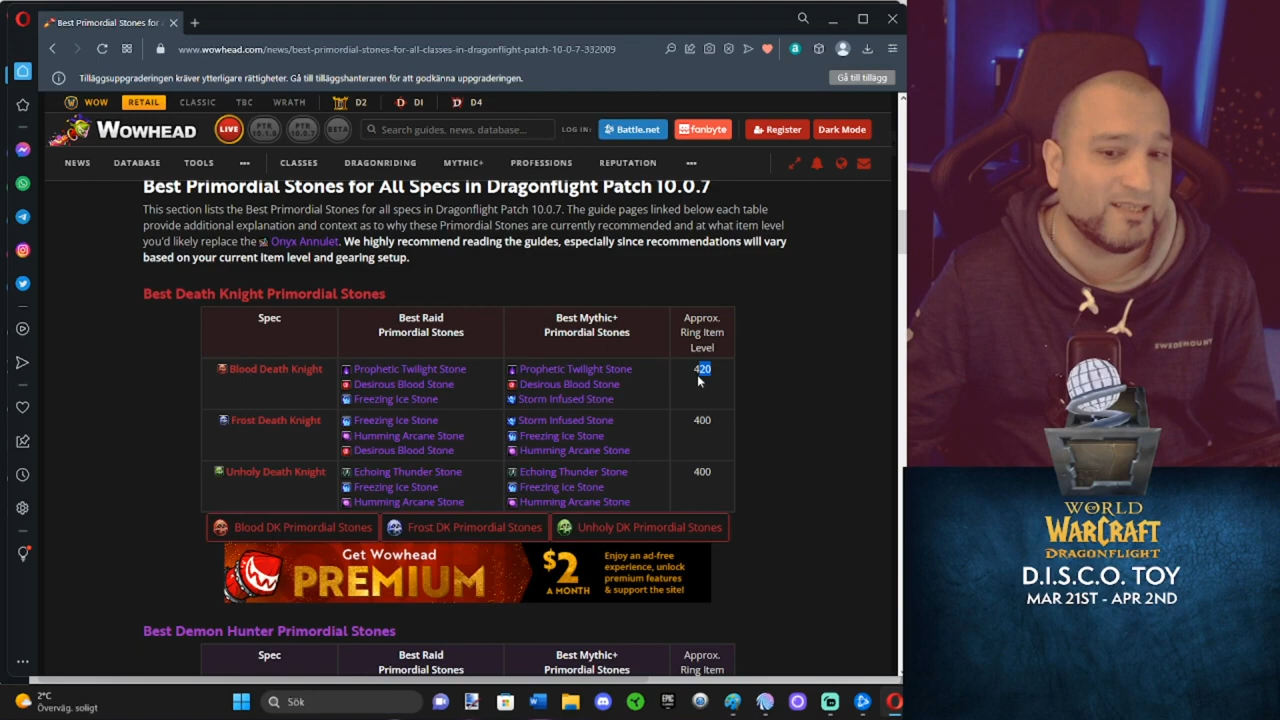 Best Primordial Stones for
www.wowhead.com/news/best-primordial-stones-for-all-classes-in-dragonflight-patch-10-0-7-332009
Tilläggsuppgraderingen kräver ytterligare rättigheter. Gå till tilläggshanteraren för att godkänna uppgraderingen.
Gå till tillägg
WOW RETAIL CLASSIC TBC WRATH D2 DI D4
WOWHEAD LIVE PTR 10.1.0 PTR 10.0.7 BETA Search guides, news, database... LOG IN: Battle.net fanbyte Register Dark Mode
NEWS DATABASE TOOLS ••• CLASSES DRAGONRIDING MYTHIC+ PROFESSIONS REPUTATION •••
Best Primordial Stones for All Specs in Dragonflight Patch 10.0.7
This section lists the Best Primordial Stones for all specs in Dragonflight Patch 10.0.7. The guide pages linked below each table
provide additional explanation and context as to why these Primordial Stones are currently recommended and at what item level
you'd likely replace the Onyx Annulet. We highly recommend reading the guides, especially since recommendations will vary
based on your current item level and gearing setup.
Best Death Knight Primordial Stones
Spec
Best Raid
Primordial Stones
Best Mythic+
Primordial Stones
Approx.
Ring Item
Level
Blood Death Knight
Prophetic Twilight Stone
Desirous Blood Stone
Freezing Ice Stone
Prophetic Twilight Stone
Desirous Blood Stone
Storm Infused Stone
420
Frost Death Knight
Freezing Ice Stone
Humming Arcane Stone
Desirous Blood Stone
Storm Infused Stone
Freezing Ice Stone
Humming Arcane Stone
400
Unholy Death Knight
Echoing Thunder Stone
Freezing Ice Stone
Humming Arcane Stone
Echoing Thunder Stone
Freezing Ice Stone
Humming Arcane Stone
400
Blood DK Primordial Stones Frost DK Primordial Stones Unholy DK Primordial Stones
Get Wowhead
PREMIUM
$2
A MONTH
Enjoy an ad-free
experience, unlock
premium features
& support the site!
Best Demon Hunter Primordial Stones
Spec
Best Raid
Primordial Stones
Best Mythic+
Primordial Stones
Approx.
Ring Item
2°C
Överväg. soligt
Sök
SWEDEMOUNT
WORLD
OF
WARCRAFT
DRAGONFLIGHT
D.I.S.C.O. TOY
MAR 21ST - APR 2ND